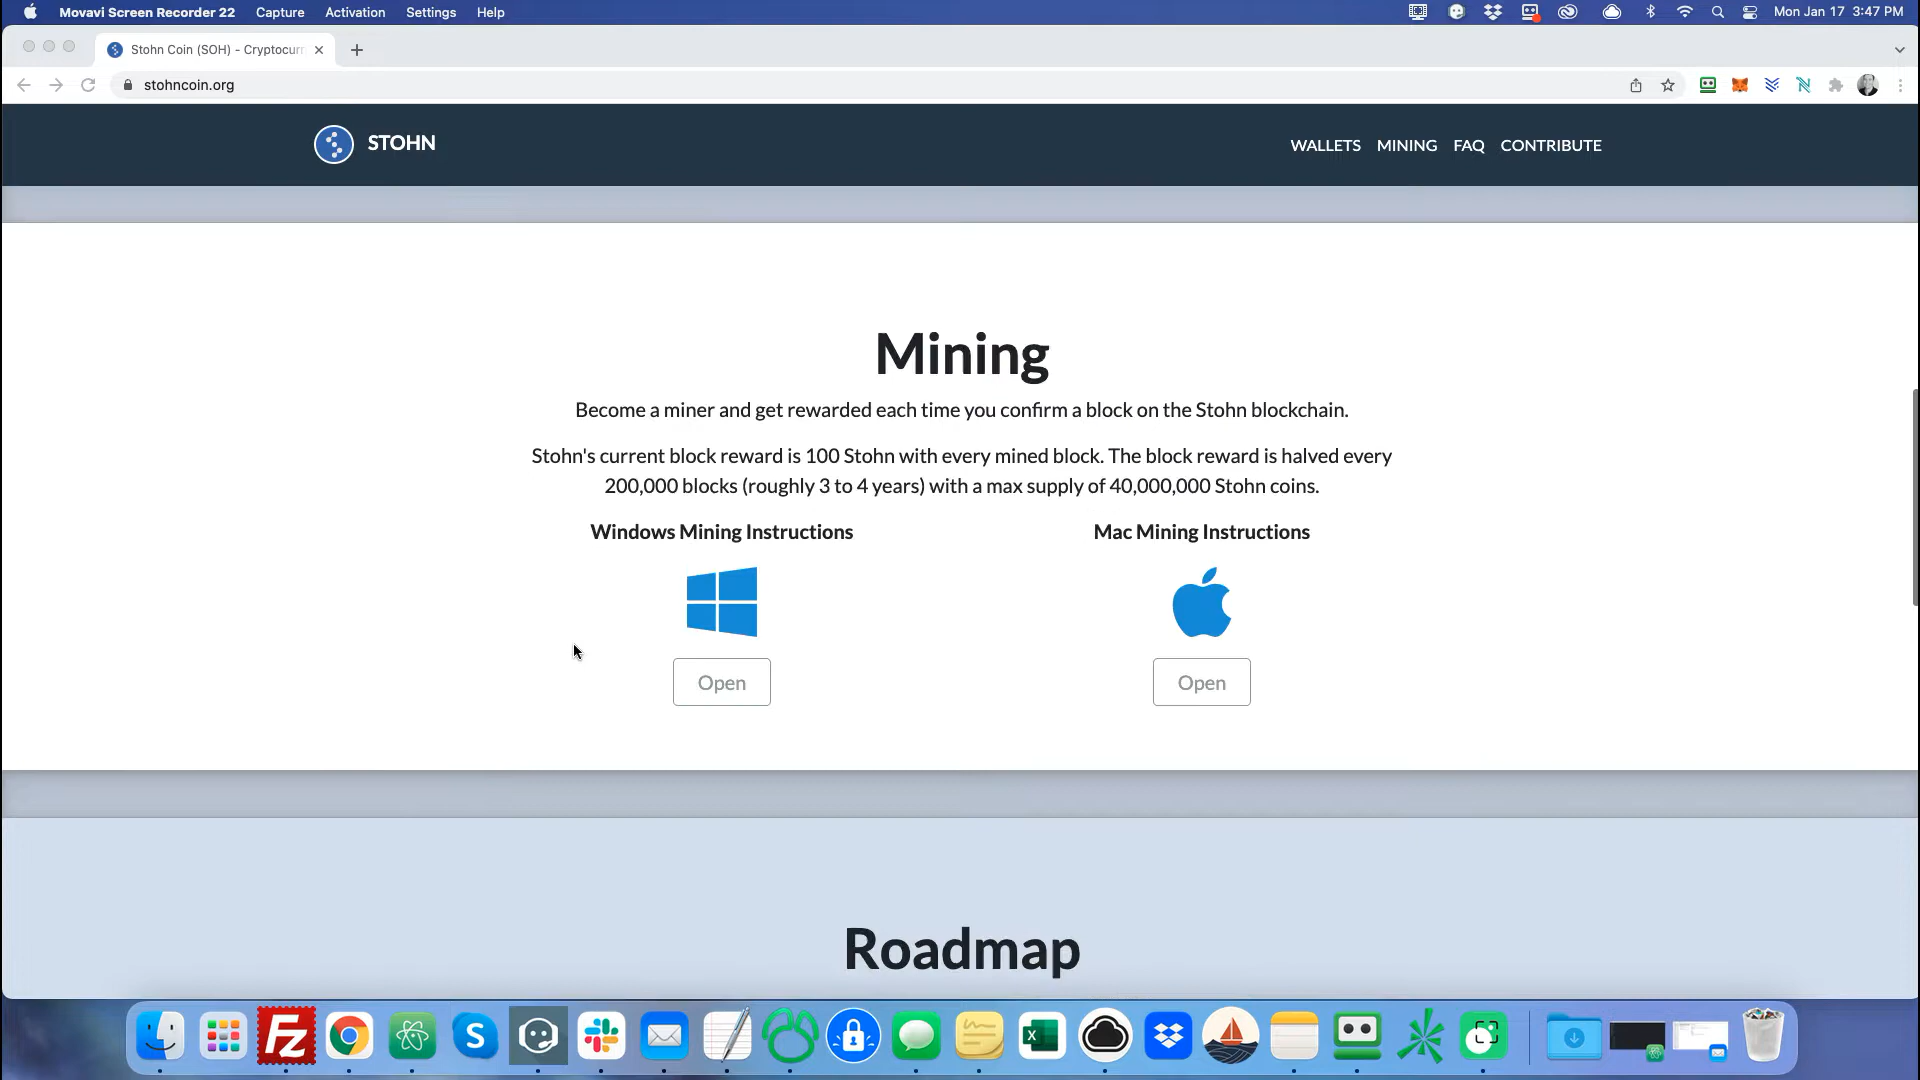 Movavi Screen Recorder 22 Capture Activation Settings Help Mon Jan 17 3:47 PM
Stohn Coin (SOH) - Cryptocurr
stohncoin.org
STOHN WALLETS MINING FAQ CONTRIBUTE
Mining
Become a miner and get rewarded each time you confirm a block on the Stohn blockchain.
Stohn's current block reward is 100 Stohn with every mined block. The block reward is halved every
200,000 blocks (roughly 3 to 4 years) with a max supply of 40,000,000 Stohn coins.
Windows Mining Instructions Mac Mining Instructions
Open Open
Roadmap